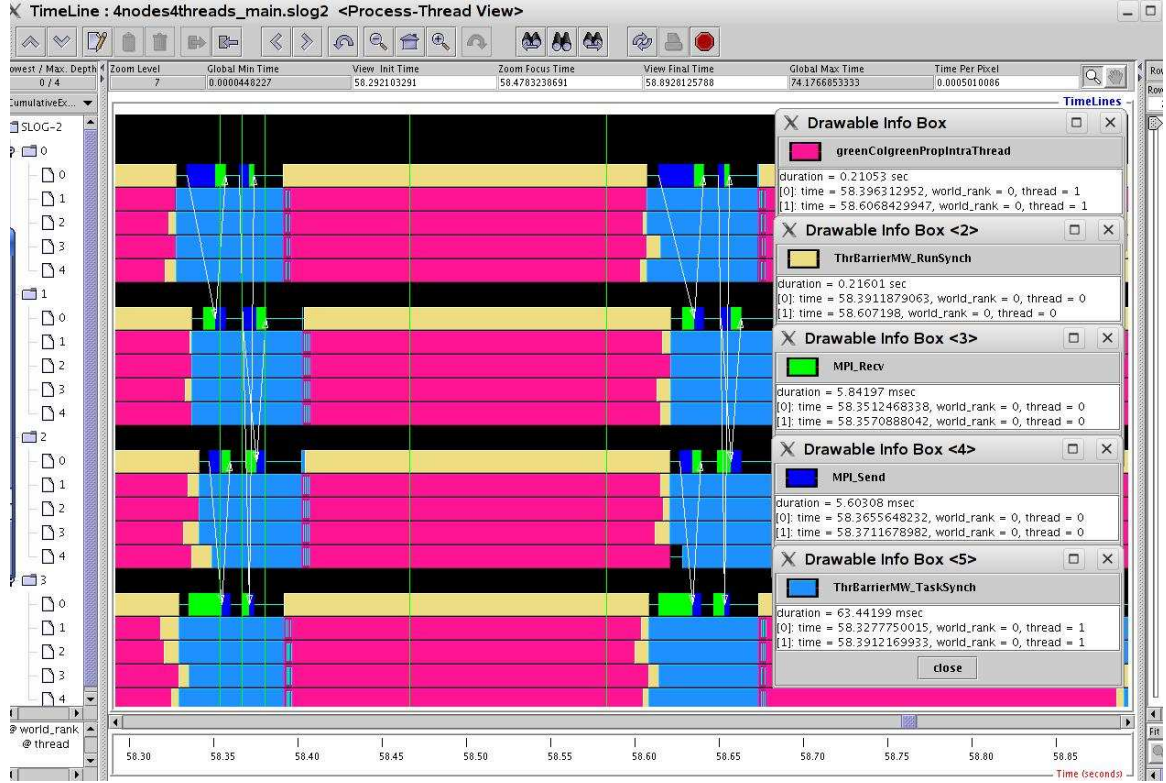 TimeLine : 4nodes4threads_main.slog2 <Process-Thread View>
owest / Max. Depth
0 / 4
Zoom Level
7
Global Min Time
0.0000448227
View Init Time
58.292103291
Zoom Focus Time
58.4783238691
View Final Time
58.8928125788
Global Max Time
74.1766853333
Time Per Pixel
0.0005010086
Row
Row
CumulativeEx...
TimeLines
SLOG-2
0
0
1
2
3
4
1
0
1
2
3
4
2
0
1
2
3
4
3
0
1
2
3
4
Drawable Info Box
greenColgreenPropIntraThread
duration = 0.21053 sec
[0]: time = 58.396312952, world_rank = 0, thread = 1
[1]: time = 58.6068429947, world_rank = 0, thread = 1
Drawable Info Box <2>
ThrBarrierMW_RunSynch
duration = 0.21601 sec
[0]: time = 58.3911879063, world_rank = 0, thread = 0
[1]: time = 58.607198, world_rank = 0, thread = 0
Drawable Info Box <3>
MPI_Recv
duration = 5.84197 msec
[0]: time = 58.3512468338, world_rank = 0, thread = 0
[1]: time = 58.3570888042, world_rank = 0, thread = 0
Drawable Info Box <4>
MPI_Send
duration = 5.60308 msec
[0]: time = 58.3655648232, world_rank = 0, thread = 0
[1]: time = 58.3711678982, world_rank = 0, thread = 0
Drawable Info Box <5>
ThrBarrierMW_TaskSynch
duration = 63.44199 msec
[0]: time = 58.3277750015, world_rank = 0, thread = 1
[1]: time = 58.3912169933, world_rank = 0, thread = 1
close
@ world_rank
@ thread
Fit
58.30 58.35 58.40 58.45 58.50 58.55 58.60 58.65 58.70 58.75 58.80 58.85
Time (seconds)